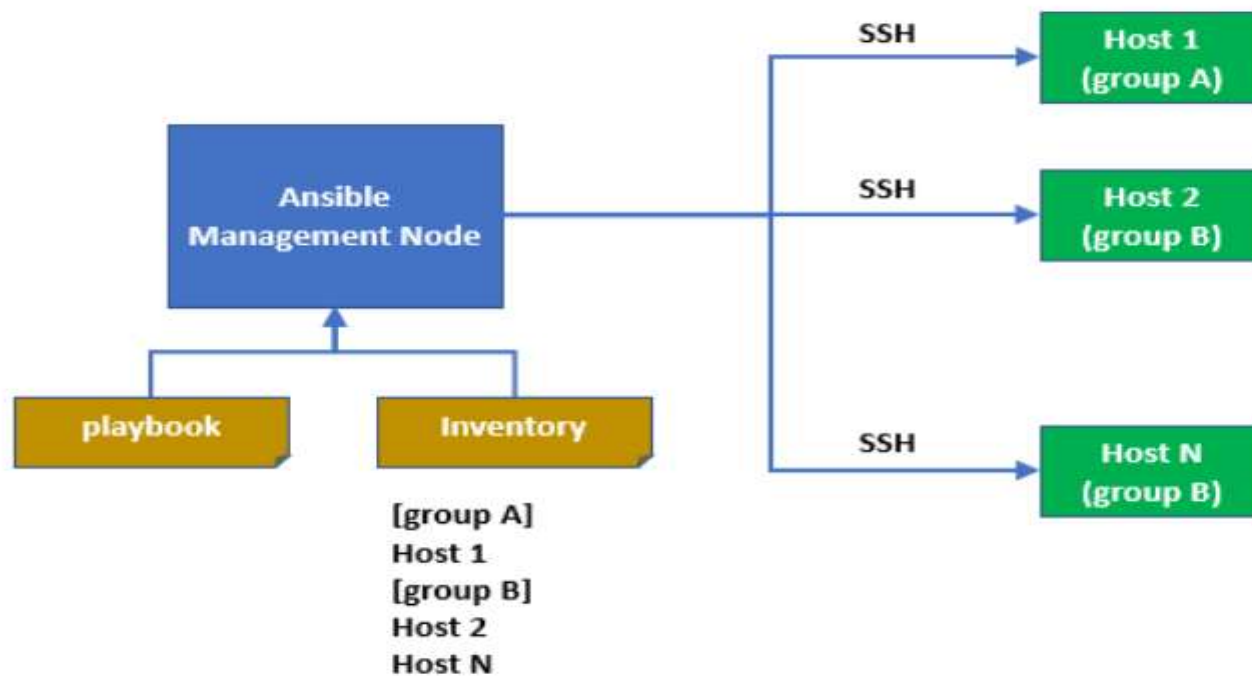 SSH
Host 1
(group A)
Ansible
Management Node
SSH
Host 2
(group B)
playbook
Inventory
SSH
Host N
(group B)
[group A]
Host 1
[group B]
Host 2
Host N